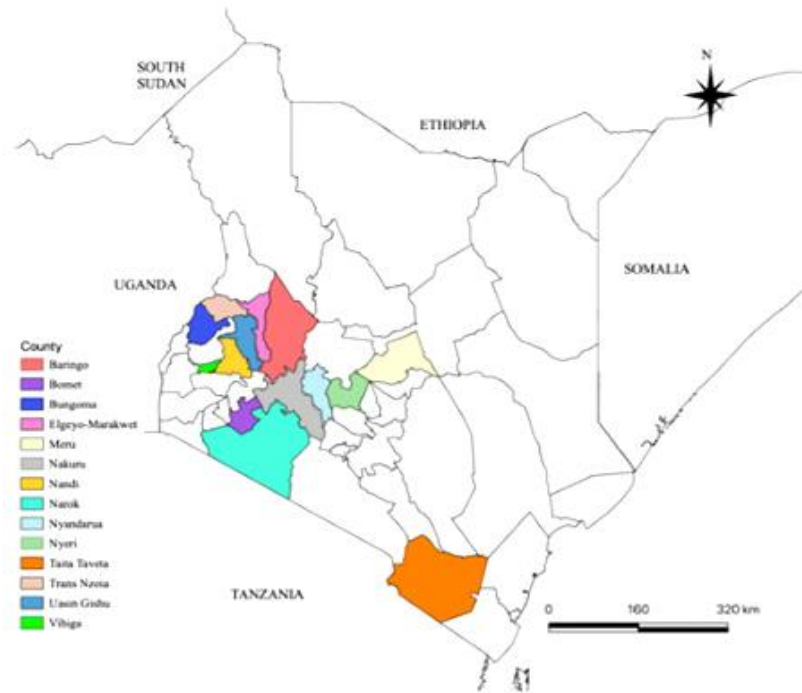 N
SOUTH
SUDAN
ETHIOPIA
SOMALIA
UGANDA
County
Baringo
Bomet
Bungoma
Elgeyo-Marakwet
Meru
Nakuru
Nandi
Narok
Nyandarua
Nyeri
Taita Taveta
Trans Nzoia
Uasin Gishu
Vihiga
TANZANIA
0 160 320 km